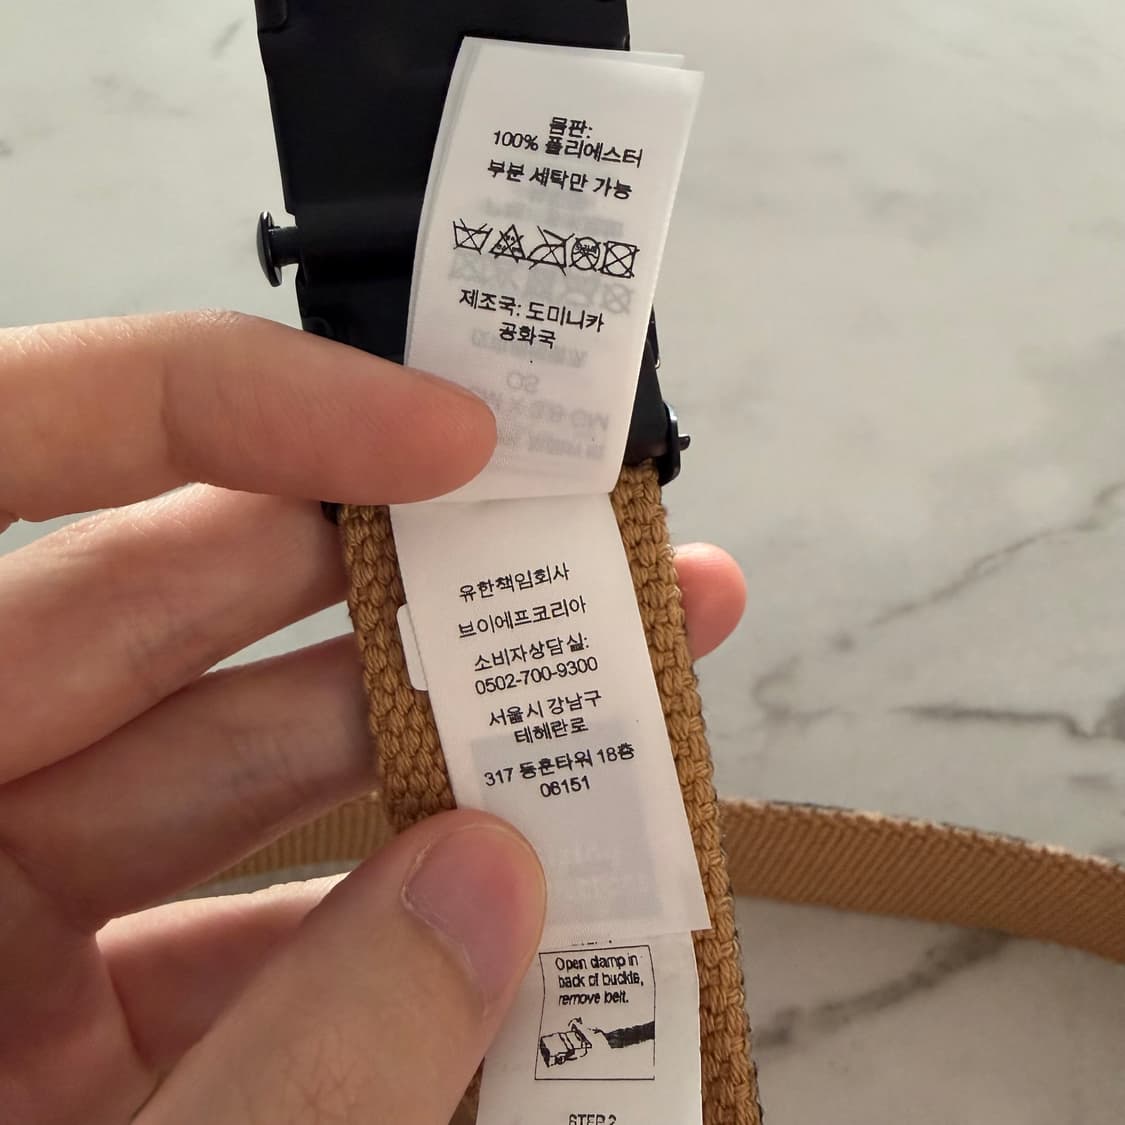 몸판:
100% 폴리에스터
부분 세탁만 가능
제조국: 도미니카
공화국
유한책임회사
브이에프코리아
소비자상담실:
0502-700-9300
서울시 강남구
테헤란로
317 동훈타워 18층
06151
Open clamp in
back of buckle,
remove belt.
STEP 2